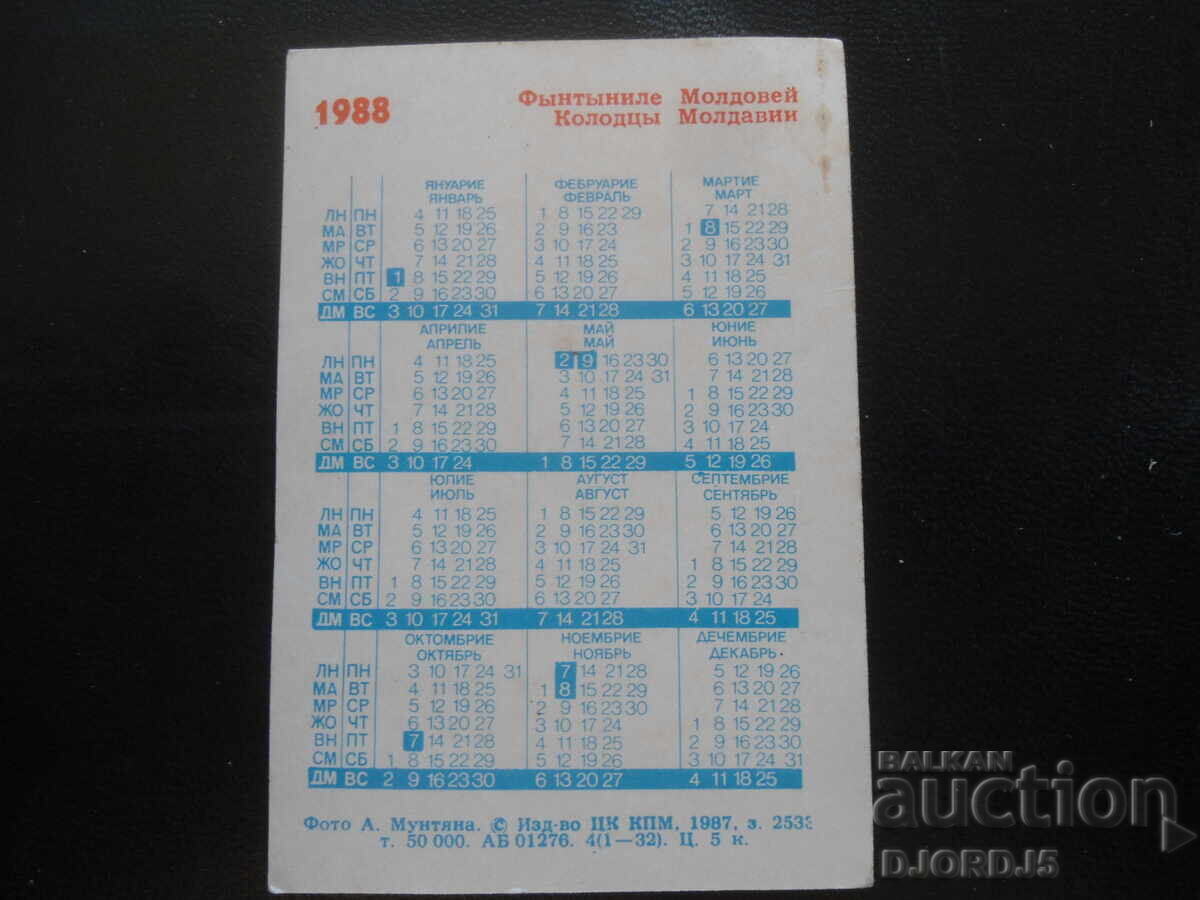 1988
Фынтыниле Молдовей
Колодцы Молдавии
ЯНУАРИЕ ФЕБРУАРИЕ МАРТИЕ
ЯНВАРЬ ФЕВРАЛЬ МАРТ
ЛН ПН 4 11 18 25 1 8 15 22 29 7 14 21 28
МА ВТ 5 12 19 26 2 9 16 23 1 8 15 22 29
МР СР 6 13 20 27 3 10 17 24 2 9 16 23 30
ЖО ЧТ 7 14 21 28 4 11 18 25 3 10 17 24 31
ВН ПТ 1 8 15 22 29 5 12 19 26 4 11 18 25
СМ СБ 2 9 16 23 30 6 13 20 27 5 12 19 26
ДМ ВС 3 10 17 24 31 7 14 21 28 6 13 20 27
АПРИЛИЕ МАЙ ЮНИЕ
АПРЕЛЬ МАЙ ИЮНЬ
ЛН ПН 4 11 18 25 2 9 16 23 30 6 13 20 27
МА ВТ 5 12 19 26 3 10 17 24 31 7 14 21 28
МР СР 6 13 20 27 4 11 18 25 1 8 15 22 29
ЖО ЧТ 7 14 21 28 5 12 19 26 2 9 16 23 30
ВН ПТ 1 8 15 22 29 6 13 20 27 3 10 17 24
СМ СБ 2 9 16 23 30 7 14 21 28 4 11 18 25
ДМ ВС 3 10 17 24 1 8 15 22 29 5 12 19 26
ЮЛИЕ АУГУСТ СЕПТЕМБРИЕ
ИЮЛЬ АВГУСТ СЕНТЯБРЬ
ЛН ПН 4 11 18 25 1 8 15 22 29 5 12 19 26
МА ВТ 5 12 19 26 2 9 16 23 30 6 13 20 27
МР СР 6 13 20 27 3 10 17 24 31 7 14 21 28
ЖО ЧТ 7 14 21 28 4 11 18 25 1 8 15 22 29
ВН ПТ 1 8 15 22 29 5 12 19 26 2 9 16 23 30
СМ СБ 2 9 16 23 30 6 13 20 27 3 10 17 24
ДМ ВС 3 10 17 24 31 7 14 21 28 4 11 18 25
ОКТОМБРИЕ НОЕМБРИЕ ДЕЧЕМБРИЕ
ОКТЯБРЬ НОЯБРЬ ДЕКАБРЬ
ЛН ПН 3 10 17 24 31 7 14 21 28 5 12 19 26
МА ВТ 4 11 18 25 1 8 15 22 29 6 13 20 27
МР СР 5 12 19 26 2 9 16 23 30 7 14 21 28
ЖО ЧТ 6 13 20 27 3 10 17 24 1 8 15 22 29
ВН ПТ 7 14 21 28 4 11 18 25 2 9 16 23 30
СМ СБ 1 8 15 22 29 5 12 19 26 3 10 17 24 31
ДМ ВС 2 9 16 23 30 6 13 20 27 4 11 18 25
Фото А. Мунтяна. © Изд-во ЦК КПМ, 1987, з. 2533
т. 50 000. АБ 01276. 4(1—32). Ц. 5 к.
BALKAN
auction
DJORDJ5